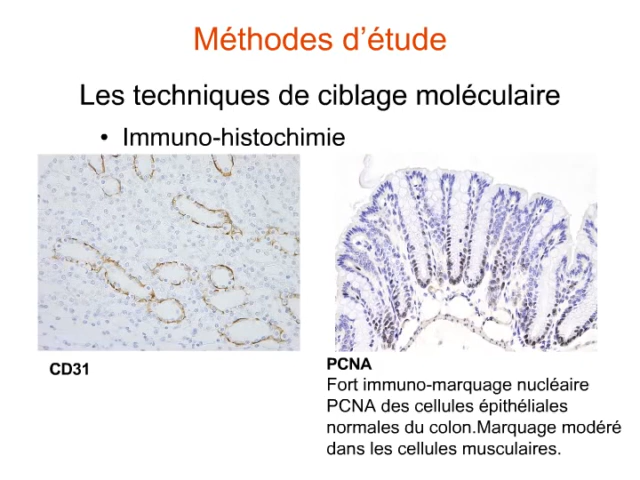 Méthodes d’étude
Les techniques de ciblage moléculaire
• Immuno-histochimie
CD31
PCNA
Fort immuno-marquage nucléaire
PCNA des cellules épithéliales
normales du colon.Marquage modéré
dans les cellules musculaires.